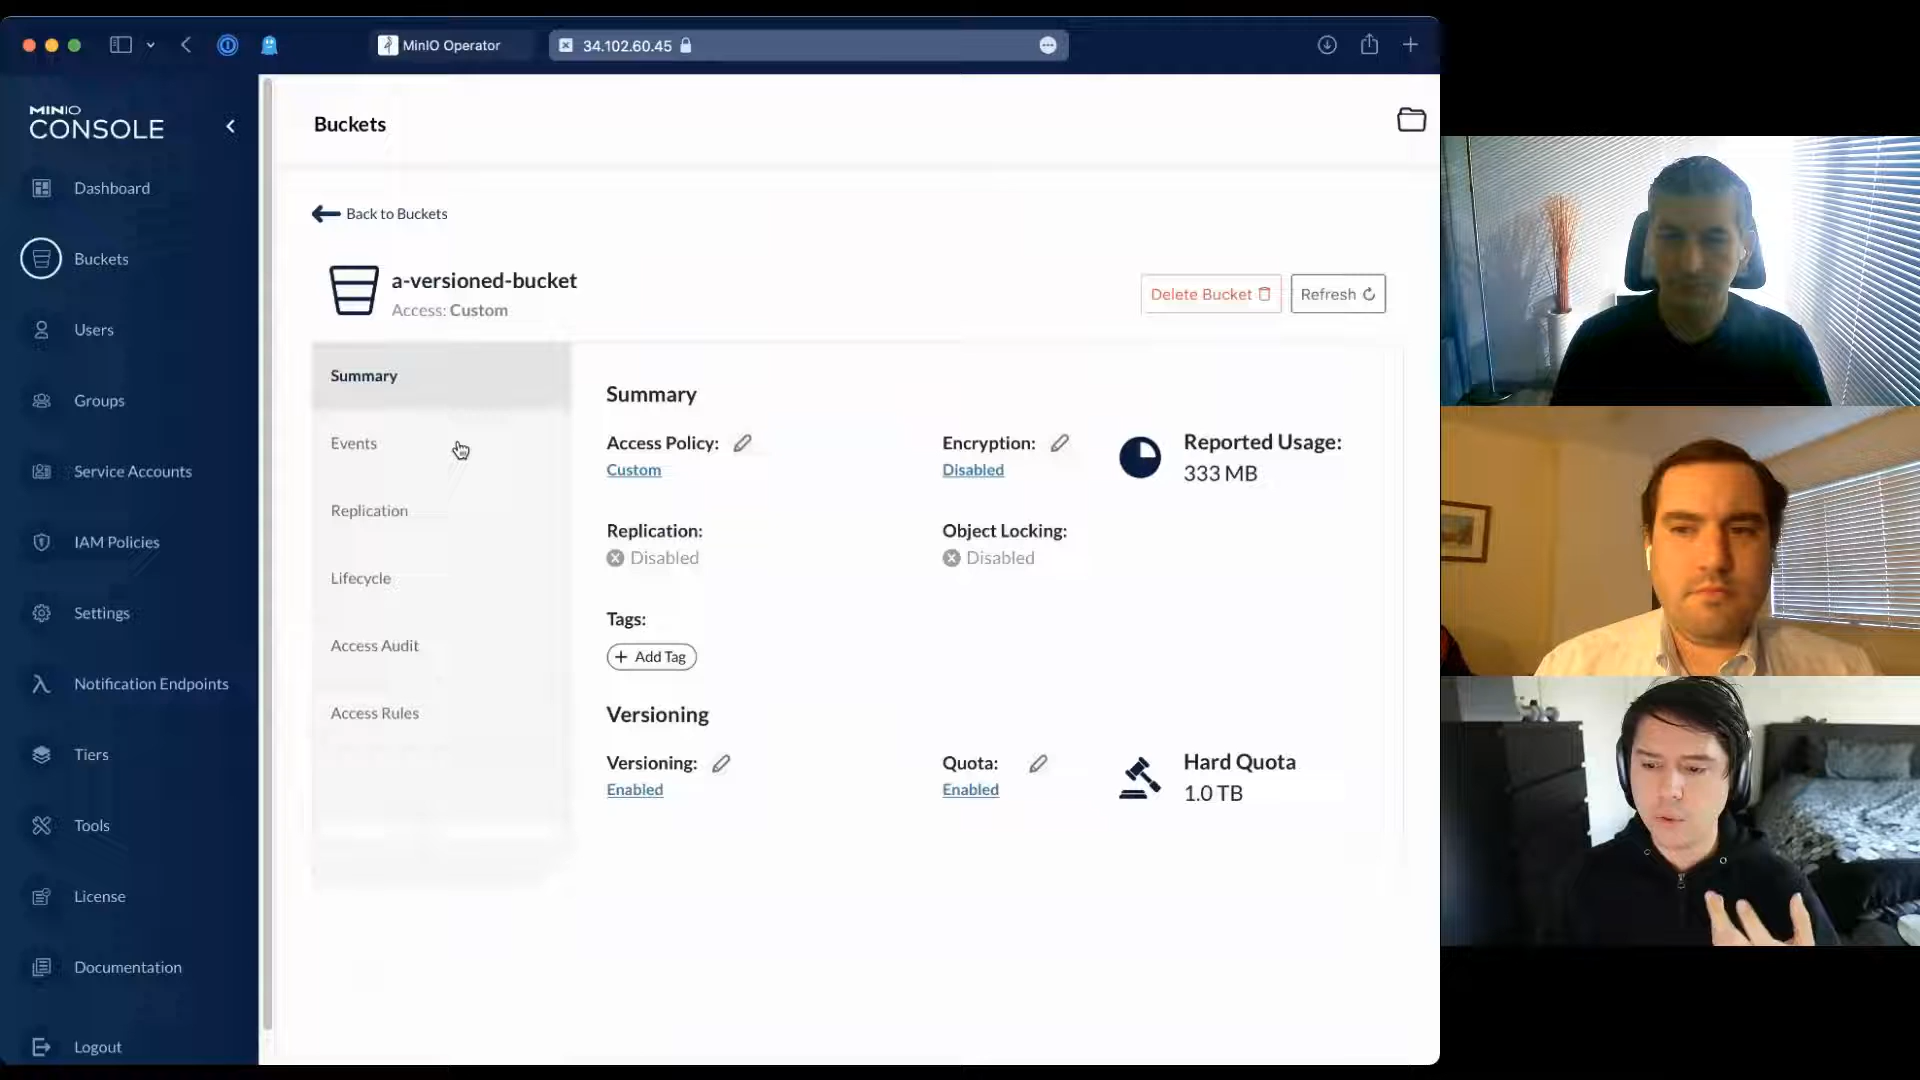 MinIO Operator
34.102.60.45
MINIO
CONSOLE
Dashboard
Buckets
Users
Groups
Service Accounts
IAM Policies
Settings
Notification Endpoints
Tiers
Tools
License
Documentation
Logout
Buckets
Back to Buckets
a-versioned-bucket
Access: Custom
Delete Bucket
Refresh
Summary
Events
Replication
Lifecycle
Access Audit
Access Rules
Summary
Access Policy:
Custom
Encryption:
Disabled
Reported Usage:
333 MB
Replication:
Disabled
Object Locking:
Disabled
Tags:
+ Add Tag
Versioning
Versioning:
Enabled
Quota:
Enabled
Hard Quota
1.0 TB